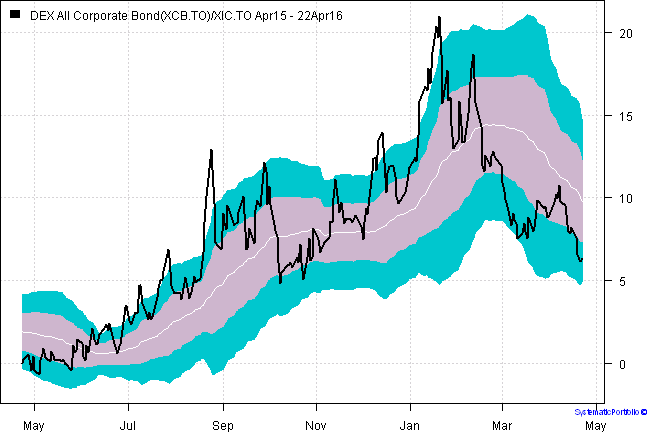 DEX All Corporate Bond(XCB.TO)/XIC.TO Apr15 - 22Apr16
20
15
10
5
0
May Jul Sep Nov Jan Mar May
SystematicPortfolio ©